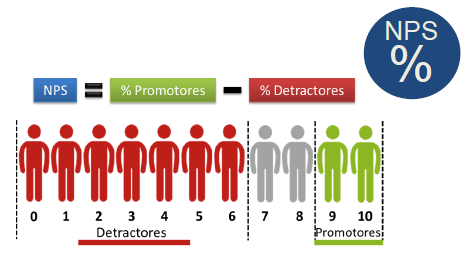 NPS
%
NPS = % Promotores - % Detractores
0 1 2 3 4 5 6 7 8 9 10
Detractores Promotores